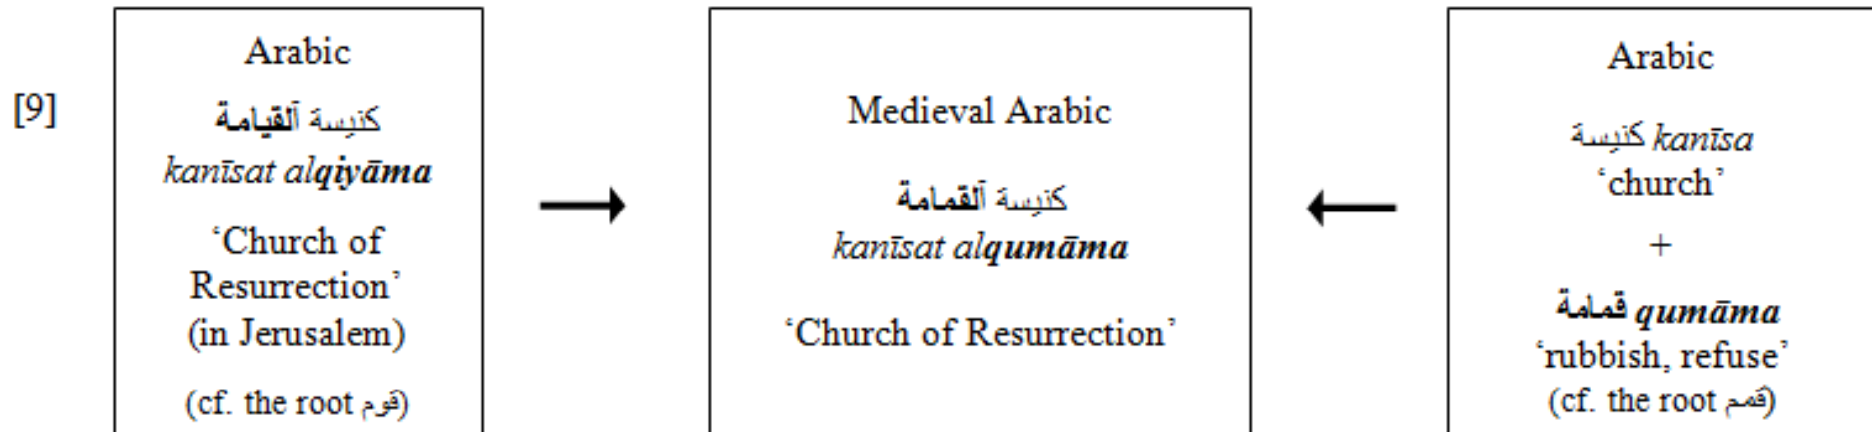 [9]
Arabic
كنيسة ٱلقيامة
kanīsat alqiyāma
‘Church of
Resurrection’
(in Jerusalem)
(cf. the root قوم)
Medieval Arabic
كنيسة ٱلقمامة
kanīsat alqumāma
‘Church of Resurrection’
Arabic
كنيسة kanīsa
‘church’
+
قمامة qumāma
‘rubbish, refuse’
(cf. the root قمم)